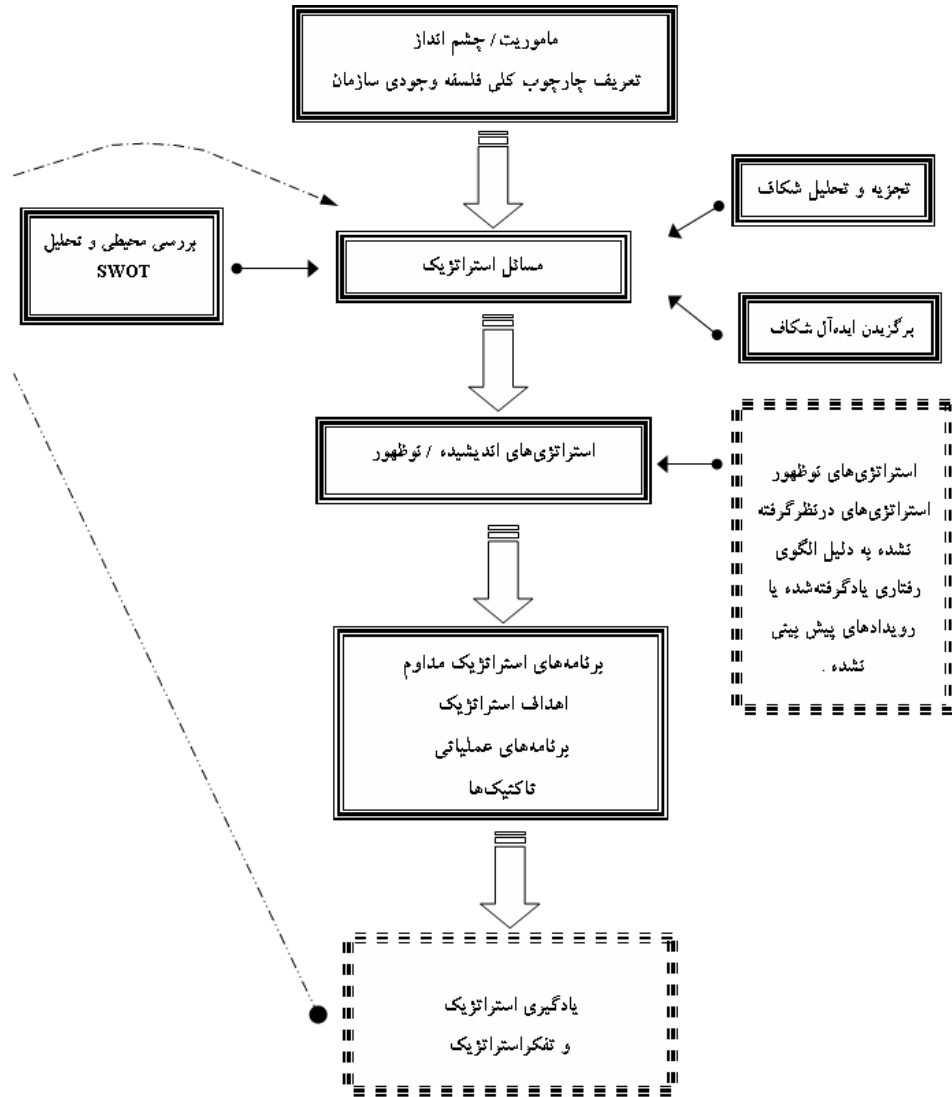 ماموریت / چشم انداز
تعریف چارچوب کلی فلسفه وجودی سازمان
تجزیه و تحلیل شکاف
بررسی محیطی و تحلیل
SWOT
مسائل استراتژیک
برگزیدن ایده‌آل شکاف
استراتژی‌های اندیشیده / نوظهور
استراتژی‌های نوظهور
استراتژی‌های درنظرگرفته
نشده به دلیل الگوی
رفتاری یادگرفته‌شده یا
رویدادهای پیش بینی
نشده .
برنامه‌های استراتژیک مداوم
اهداف استراتژیک
برنامه‌های عملیاتی
تاکتیک‌ها
یادگیری استراتژیک
و تفکراستراتژیک